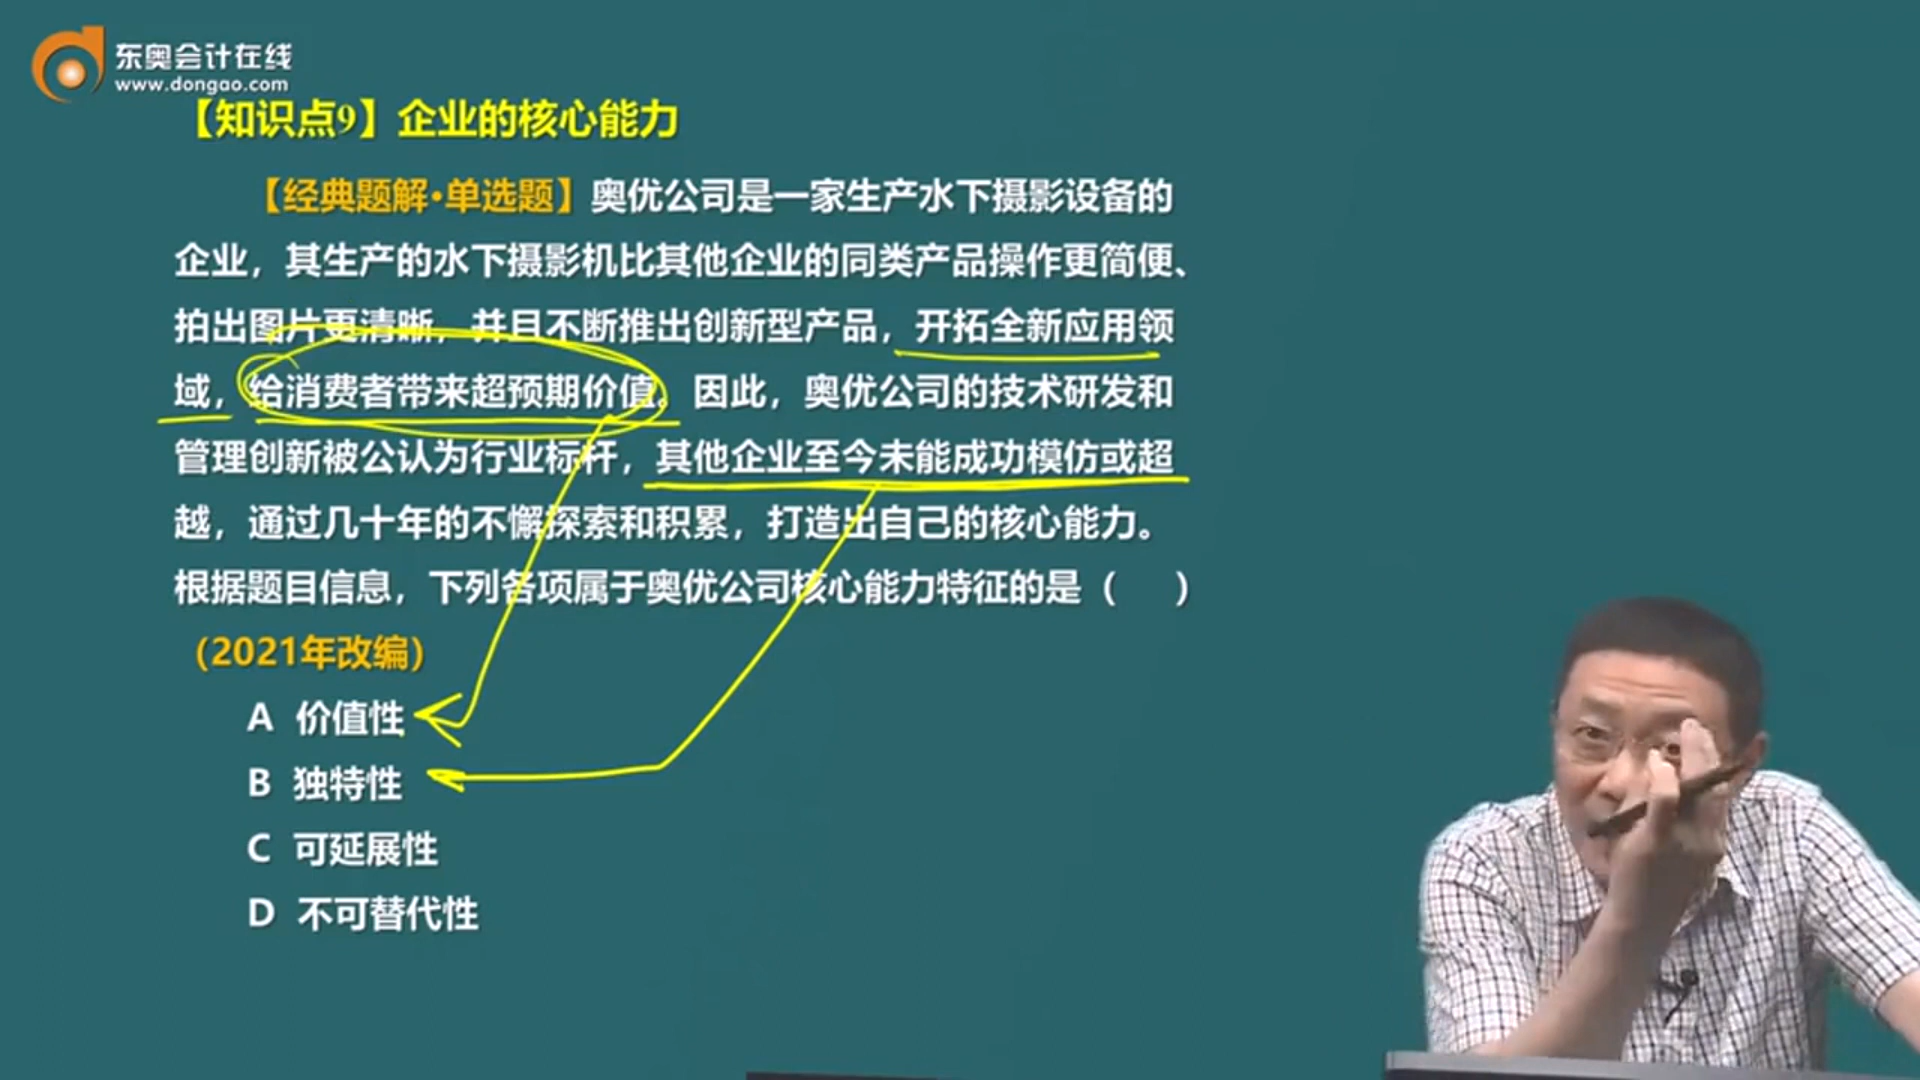 东奥会计在线
www.dongao.com
【知识点9】企业的核心能力
【经典题解·单选题】奥优公司是一家生产水下摄影设备的
企业，其生产的水下摄影机比其他企业的同类产品操作更简便、
拍出图片更清晰，并且不断推出创新型产品，开拓全新应用领
域，给消费者带来超预期价值。因此，奥优公司的技术研发和
管理创新被公认为行业标杆，其他企业至今未能成功模仿或超
越，通过几十年的不懈探索和积累，打造出自己的核心能力。
根据题目信息，下列各项属于奥优公司核心能力特征的是（ ）
（2021年改编）
A 价值性
B 独特性
C 可延展性
D 不可替代性